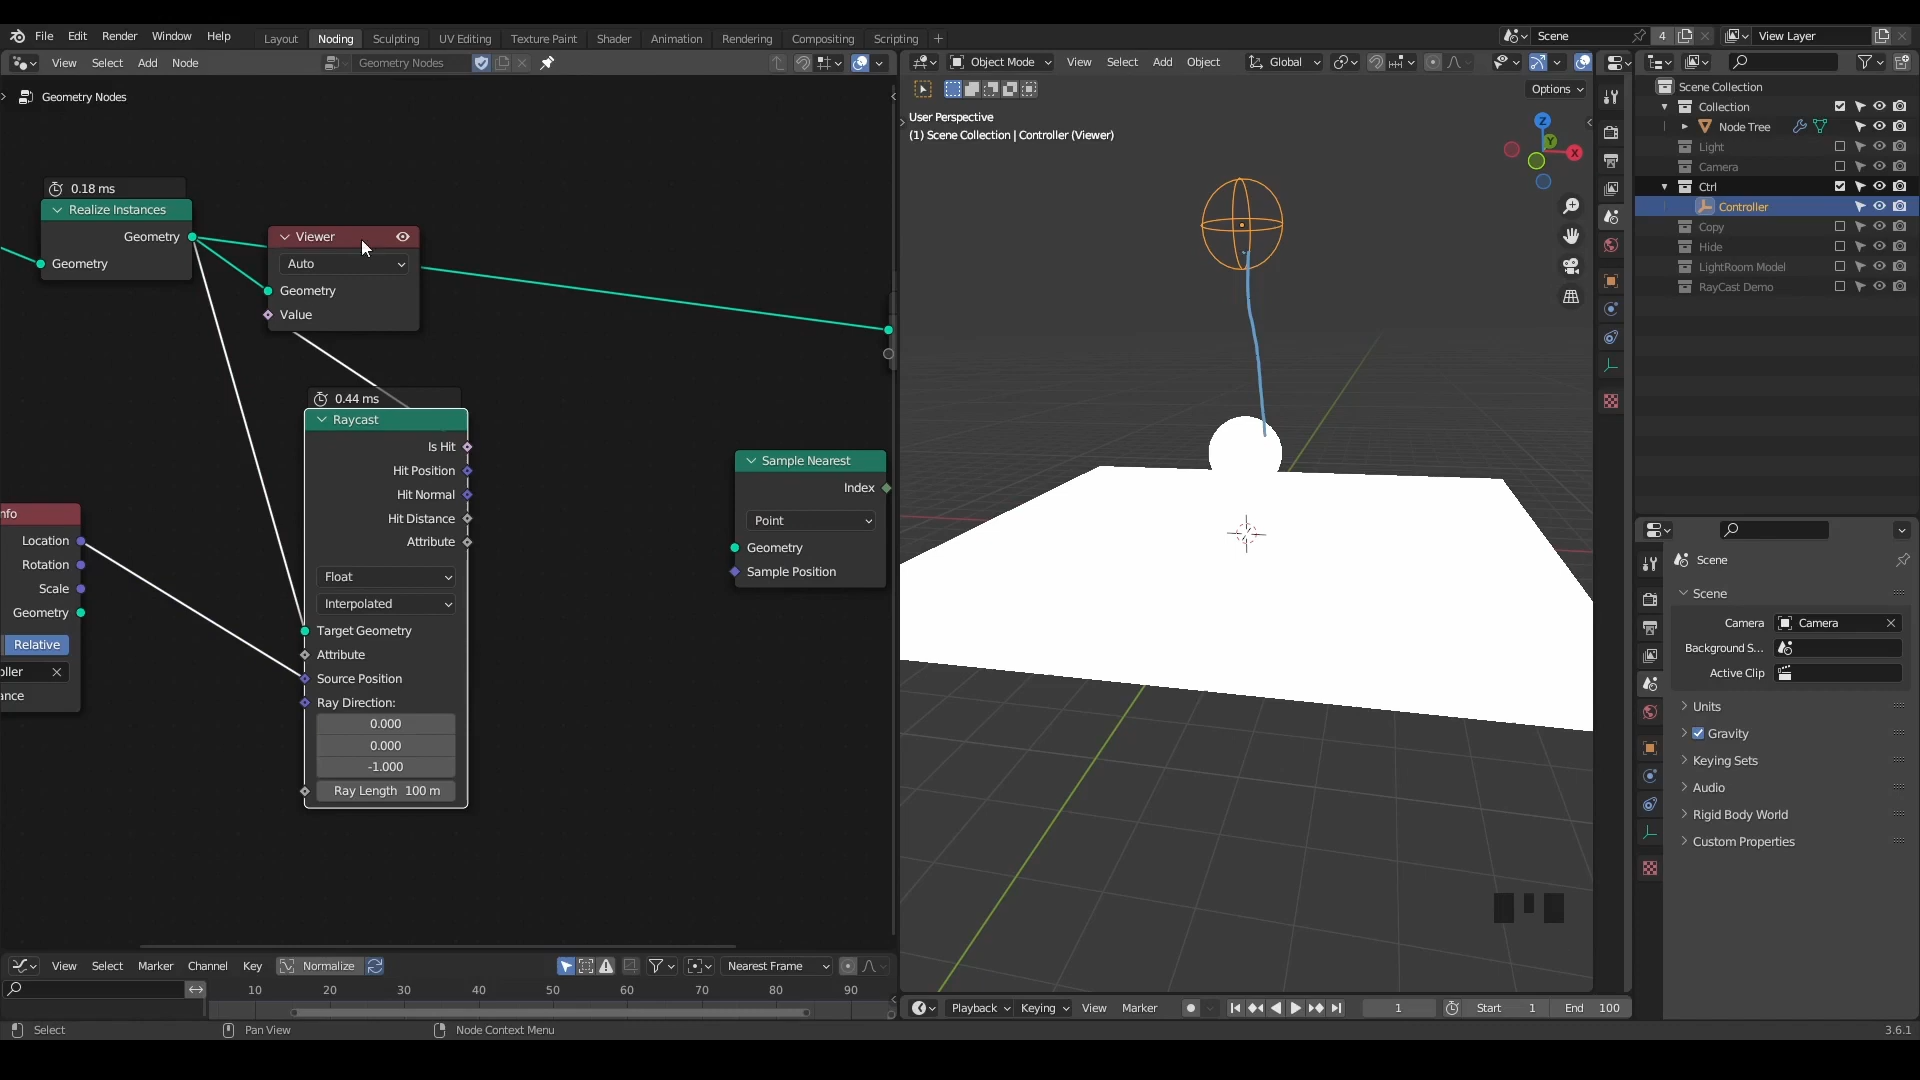 File Edit Render Window Help Layout Noding Sculpting UV Editing Texture Paint Shader Animation Rendering Compositing Scripting + Scene 4 View Layer
View Select Add Node Geometry Nodes Object Mode View Select Add Object Global
Options
Geometry Nodes
User Perspective
(1) Scene Collection | Controller (Viewer)
Z
Y
X
0.18 ms
Realize Instances
Geometry
Geometry
Viewer
Auto
Geometry
Value
0.44 ms
Raycast
Is Hit
Hit Position
Hit Normal
Hit Distance
Attribute
Float
Interpolated
Target Geometry
Attribute
Source Position
Ray Direction:
0.000
0.000
-1.000
Ray Length 100 m
nfo
Location
Rotation
Scale
Geometry
Relative
oller
ance
Sample Nearest
Index
Point
Geometry
Sample Position
Scene Collection
Collection
Node Tree
Light
Camera
Ctrl
Controller
Copy
Hide
LightRoom Model
RayCast Demo
Scene
Scene
Camera Camera
Background S...
Active Clip
Units
Gravity
Keying Sets
Audio
Rigid Body World
Custom Properties
View Select Marker Channel Key Normalize Nearest Frame
10 20 30 40 50 60 70 80 90
Playback Keying View Marker 1 Start 1 End 100
Select Pan View Node Context Menu 3.6.1